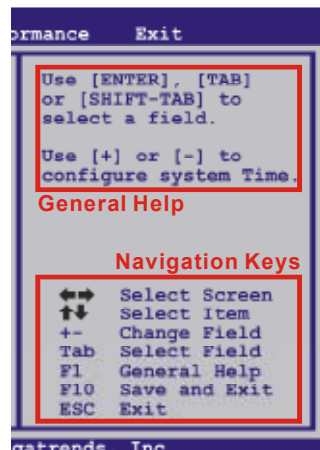 ormance Exit
Use [ENTER], [TAB]
or [SHIFT-TAB] to
select a field.
Use [+] or [-] to
configure system Time.
General Help
Navigation Keys
←→ Select Screen
↑↓ Select Item
+- Change Field
Tab Select Field
F1 General Help
F10 Save and Exit
ESC Exit
gatrends Inc